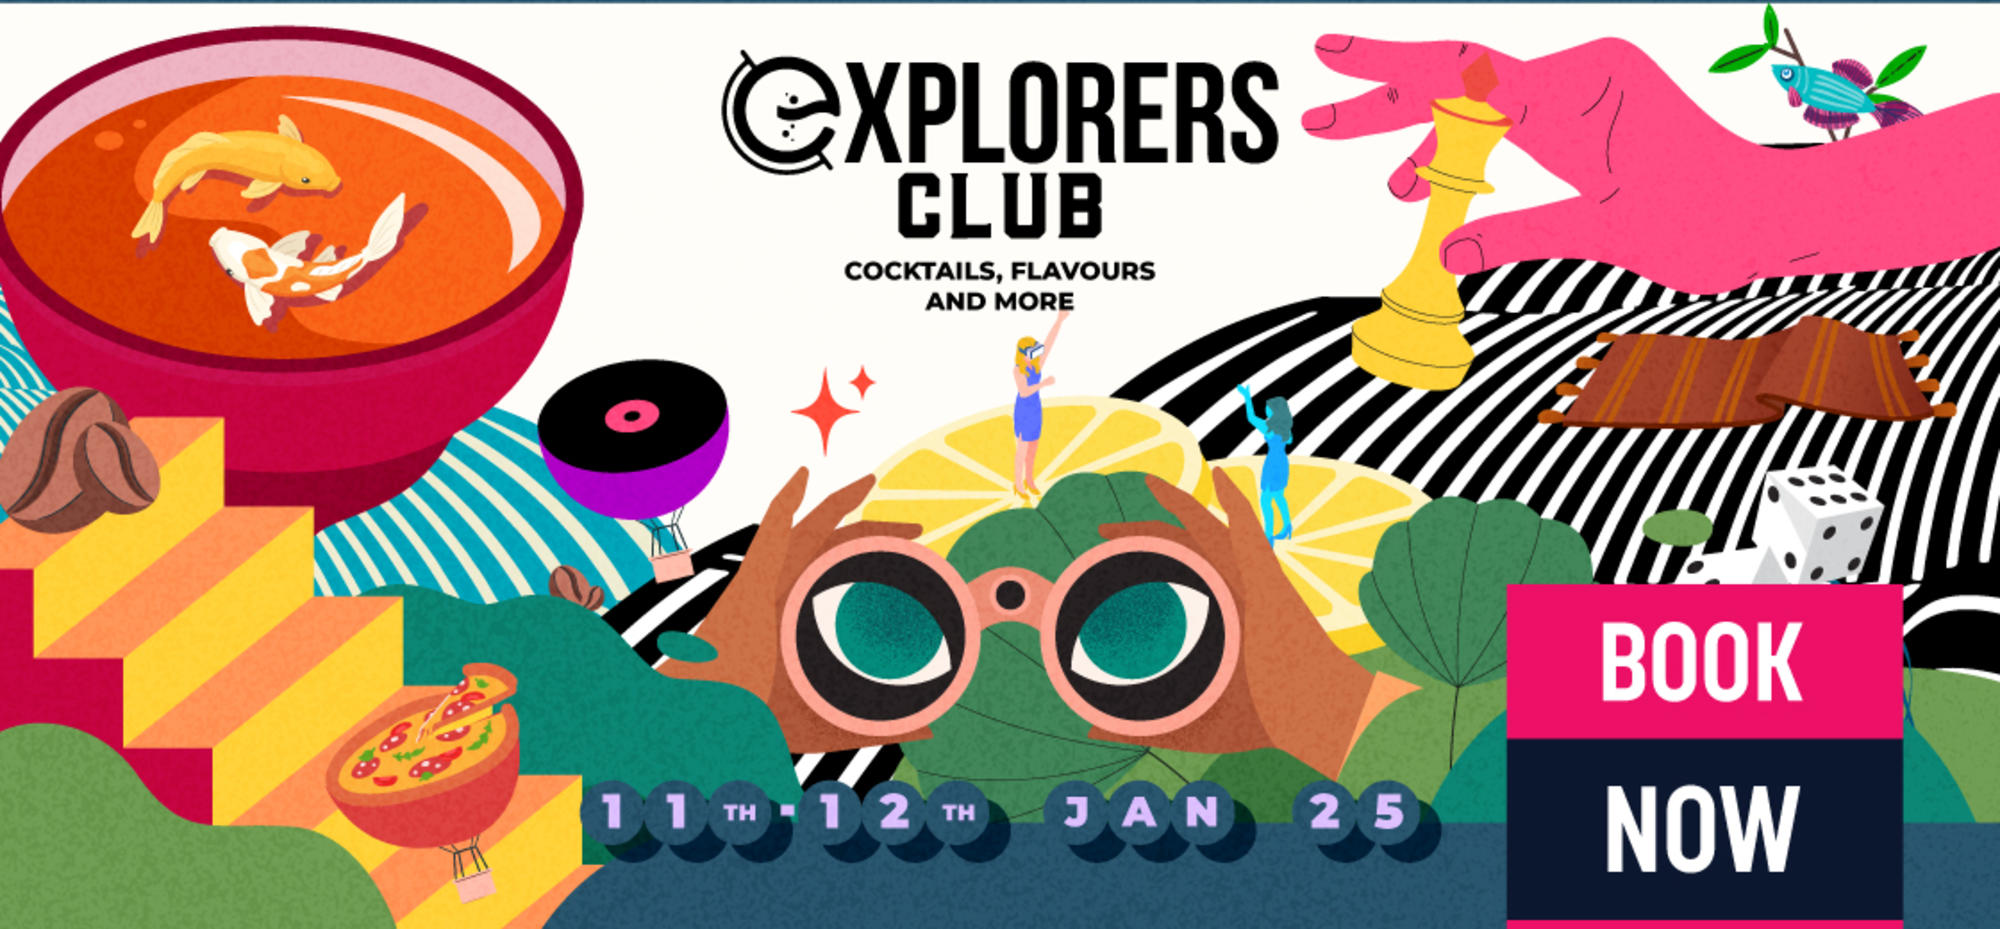 eXPLORERS
CLUB
COCKTAILS, FLAVOURS
AND MORE
11TH-12TH JAN 25
BOOK
NOW